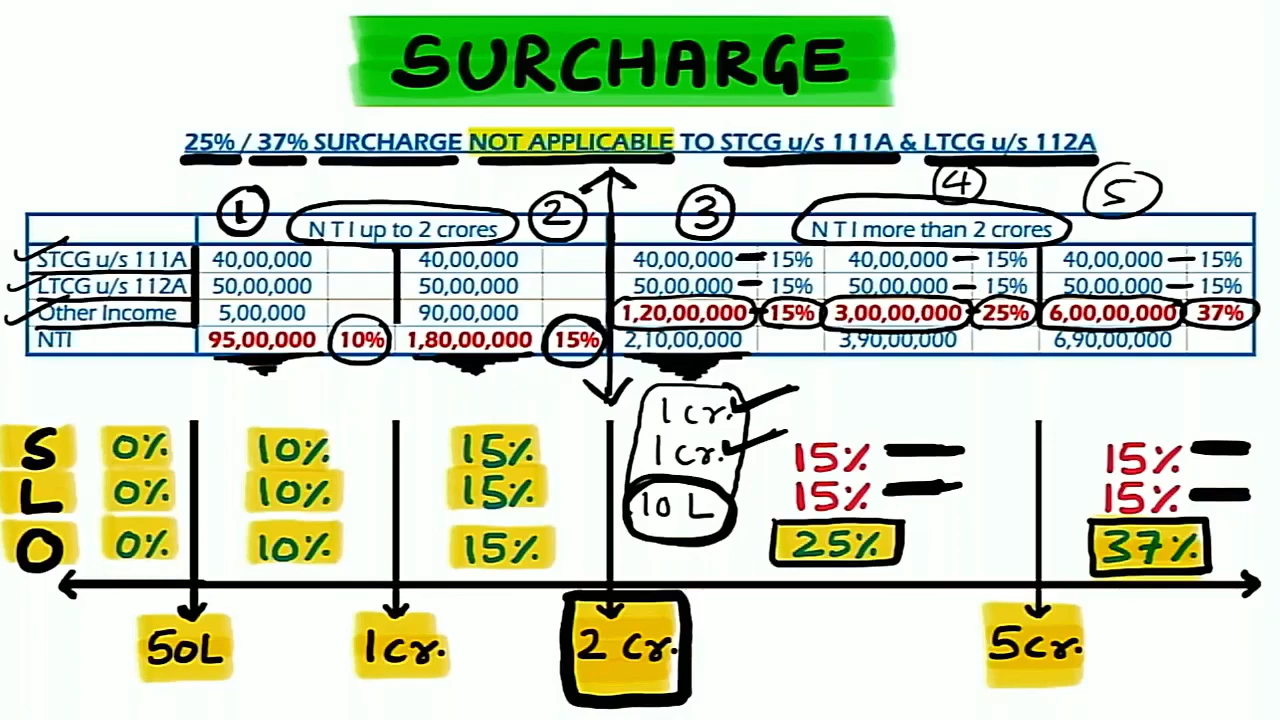 SURCHARGE
25% / 37% SURCHARGE NOT APPLICABLE TO STCG u/s 111A & LTCG u/s 112A
1 2 3 4 5
N T I up to 2 crores N T I more than 2 crores
STCG u/s 111A 40,00,000 40,00,000 40,00,000 15% 40,00,000 15% 40,00,000 15%
LTCG u/s 112A 50,00,000 50,00,000 50,00,000 15% 50,00,000 15% 50,00,000 15%
Other Income 5,00,000 90,00,000 1,20,00,000 15% 3,00,00,000 25% 6,00,00,000 37%
NTI 95,00,000 10% 1,80,00,000 15% 2,10,00,000 3,90,00,000 6,90,00,000
1 cr.
1 cr.
10 L
S 0% 10% 15% 15% 15%
L 0% 10% 15% 15% 15%
O 0% 10% 15% 25% 37%
50L 1cr. 2 Cr. 5cr.